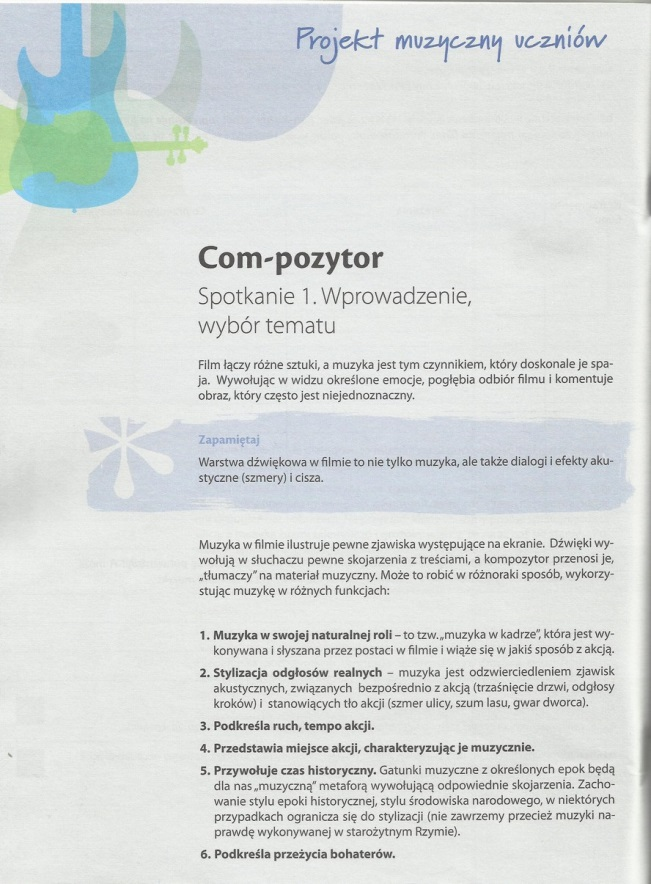 Projekt muzyczny uczniów
Com-pozytor
Spotkanie 1. Wprowadzenie,
wybór tematu
Film łączy różne sztuki, a muzyka jest tym czynnikiem, który doskonale je spa-
ja. Wywołując w widzu określone emocje, pogłębia odbiór filmu i komentuje
obraz, który często jest niejednoznaczny.
Zapamiętaj
Warstwa dźwiękowa w filmie to nie tylko muzyka, ale także dialogi i efekty aku-
styczne (szmery) i cisza.
Muzyka w filmie ilustruje pewne zjawiska występujące na ekranie. Dźwięki wy-
wołują w słuchaczu pewne skojarzenia z treściami, a kompozytor przenosi je,
„tłumaczy” na materiał muzyczny. Może to robić w różnoraki sposób, wykorzy-
stując muzykę w różnych funkcjach:
1. Muzyka w swojej naturalnej roli – to tzw. „muzyka w kadrze”, która jest wy-
konywana i słyszana przez postaci w filmie i wiąże się w jakiś sposób z akcją.
2. Stylizacja odgłosów realnych – muzyka jest odzwierciedleniem zjawisk
akustycznych, związanych bezpośrednio z akcją (trzaśnięcie drzwi, odgłosy
kroków) i stanowiących tło akcji (szmer ulicy, szum lasu, gwar dworca).
3. Podkreśla ruch, tempo akcji.
4. Przedstawia miejsce akcji, charakteryzując je muzycznie.
5. Przywołuje czas historyczny. Gatunki muzyczne z określonych epok będą
dla nas „muzyczną” metaforą wywołującą odpowiednie skojarzenia. Zacho-
wanie stylu epoki historycznej, stylu środowiska narodowego, w niektórych
przypadkach ogranicza się do stylizacji (nie zawrzemy przecież muzyki na-
prawdę wykonywanej w starożytnym Rzymie).
6. Podkreśla przeżycia bohaterów.